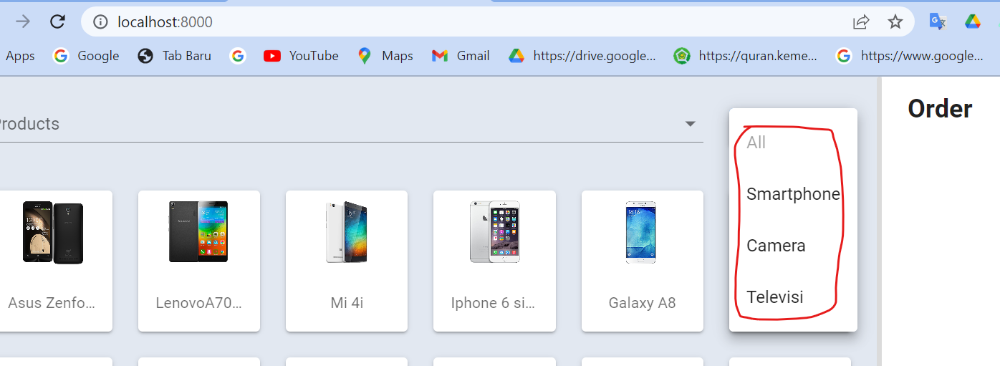 localhost:8000
Apps Google Tab Baru YouTube Maps Gmail https://drive.google... https://quran.keme... https://www.google...
roducts
Order
All
Smartphone
Camera
Televisi
Asus Zenfo... LenovoA70... Mi 4i Iphone 6 si... Galaxy A8